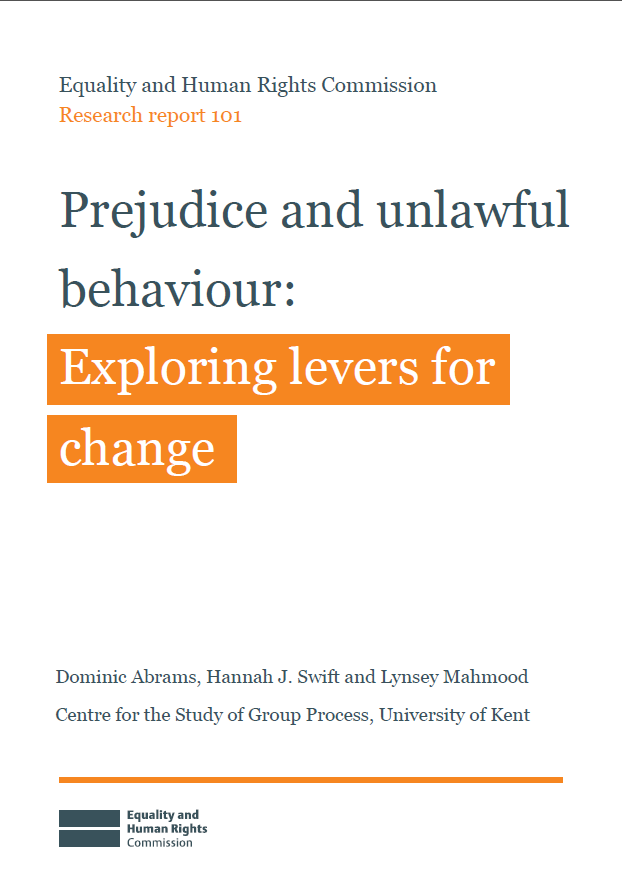 Equality and Human Rights Commission
Research report 101
Prejudice and unlawful
behaviour:
Exploring levers for
change
Dominic Abrams, Hannah J. Swift and Lynsey Mahmood
Centre for the Study of Group Process, University of Kent
Equality and
Human Rights
Commission